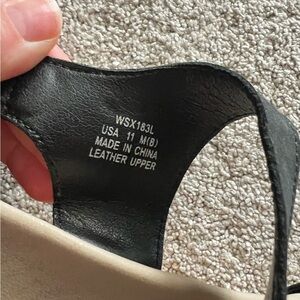 WSX183L
USA 11 M(B)
MADE IN CHINA
LEATHER UPPER